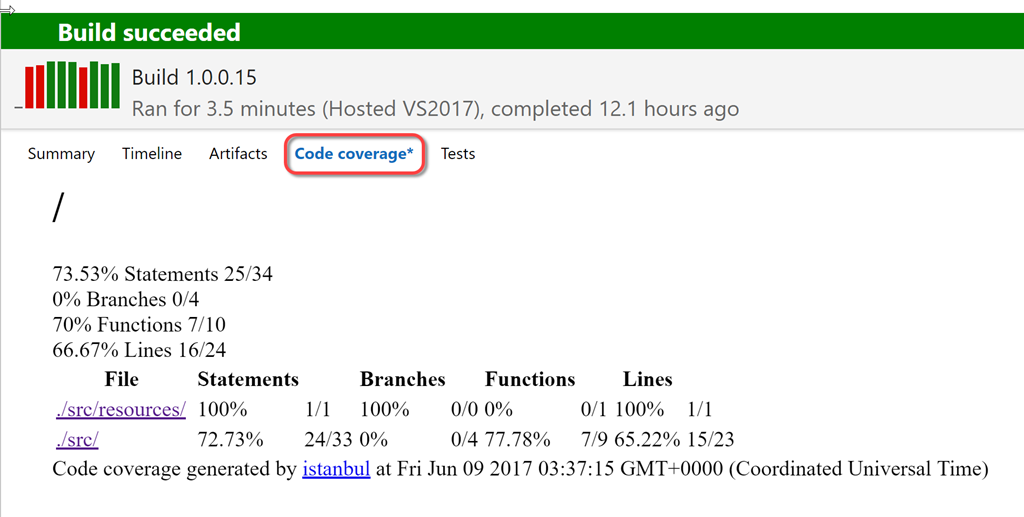 Build succeeded
Build 1.0.0.15
Ran for 3.5 minutes (Hosted VS2017), completed 12.1 hours ago
Summary Timeline Artifacts Code coverage* Tests
/
73.53% Statements 25/34
0% Branches 0/4
70% Functions 7/10
66.67% Lines 16/24
File Statements Branches Functions Lines
./src/resources/ 100% 1/1 100% 0/0 0% 0/1 100% 1/1
./src/ 72.73% 24/33 0% 0/4 77.78% 7/9 65.22% 15/23
Code coverage generated by istanbul at Fri Jun 09 2017 03:37:15 GMT+0000 (Coordinated Universal Time)